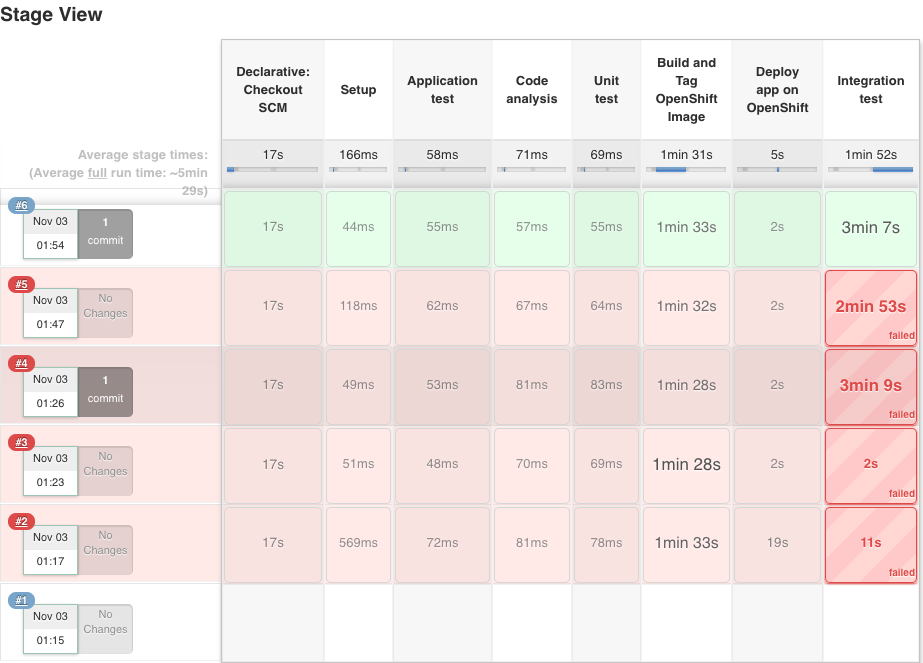 Stage View
Declarative:
Checkout
SCM
Setup
Application
test
Code
analysis
Unit
test
Build and
Tag
OpenShift
Image
Deploy
app on
OpenShift
Integration
test
Average stage times:
(Average full run time: ~5min
29s)
17s
166ms
58ms
71ms
69ms
1min 31s
5s
1min 52s
#6
Nov 03
01:54
1
commit
17s
44ms
55ms
57ms
55ms
1min 33s
2s
3min 7s
#5
Nov 03
01:47
No
Changes
17s
118ms
62ms
67ms
64ms
1min 32s
2s
2min 53s
failed
#4
Nov 03
01:26
1
commit
17s
49ms
53ms
81ms
83ms
1min 28s
2s
3min 9s
failed
#3
Nov 03
01:23
No
Changes
17s
51ms
48ms
70ms
69ms
1min 28s
2s
2s
failed
#2
Nov 03
01:17
No
Changes
17s
569ms
72ms
81ms
78ms
1min 33s
19s
11s
failed
#1
Nov 03
01:15
No
Changes